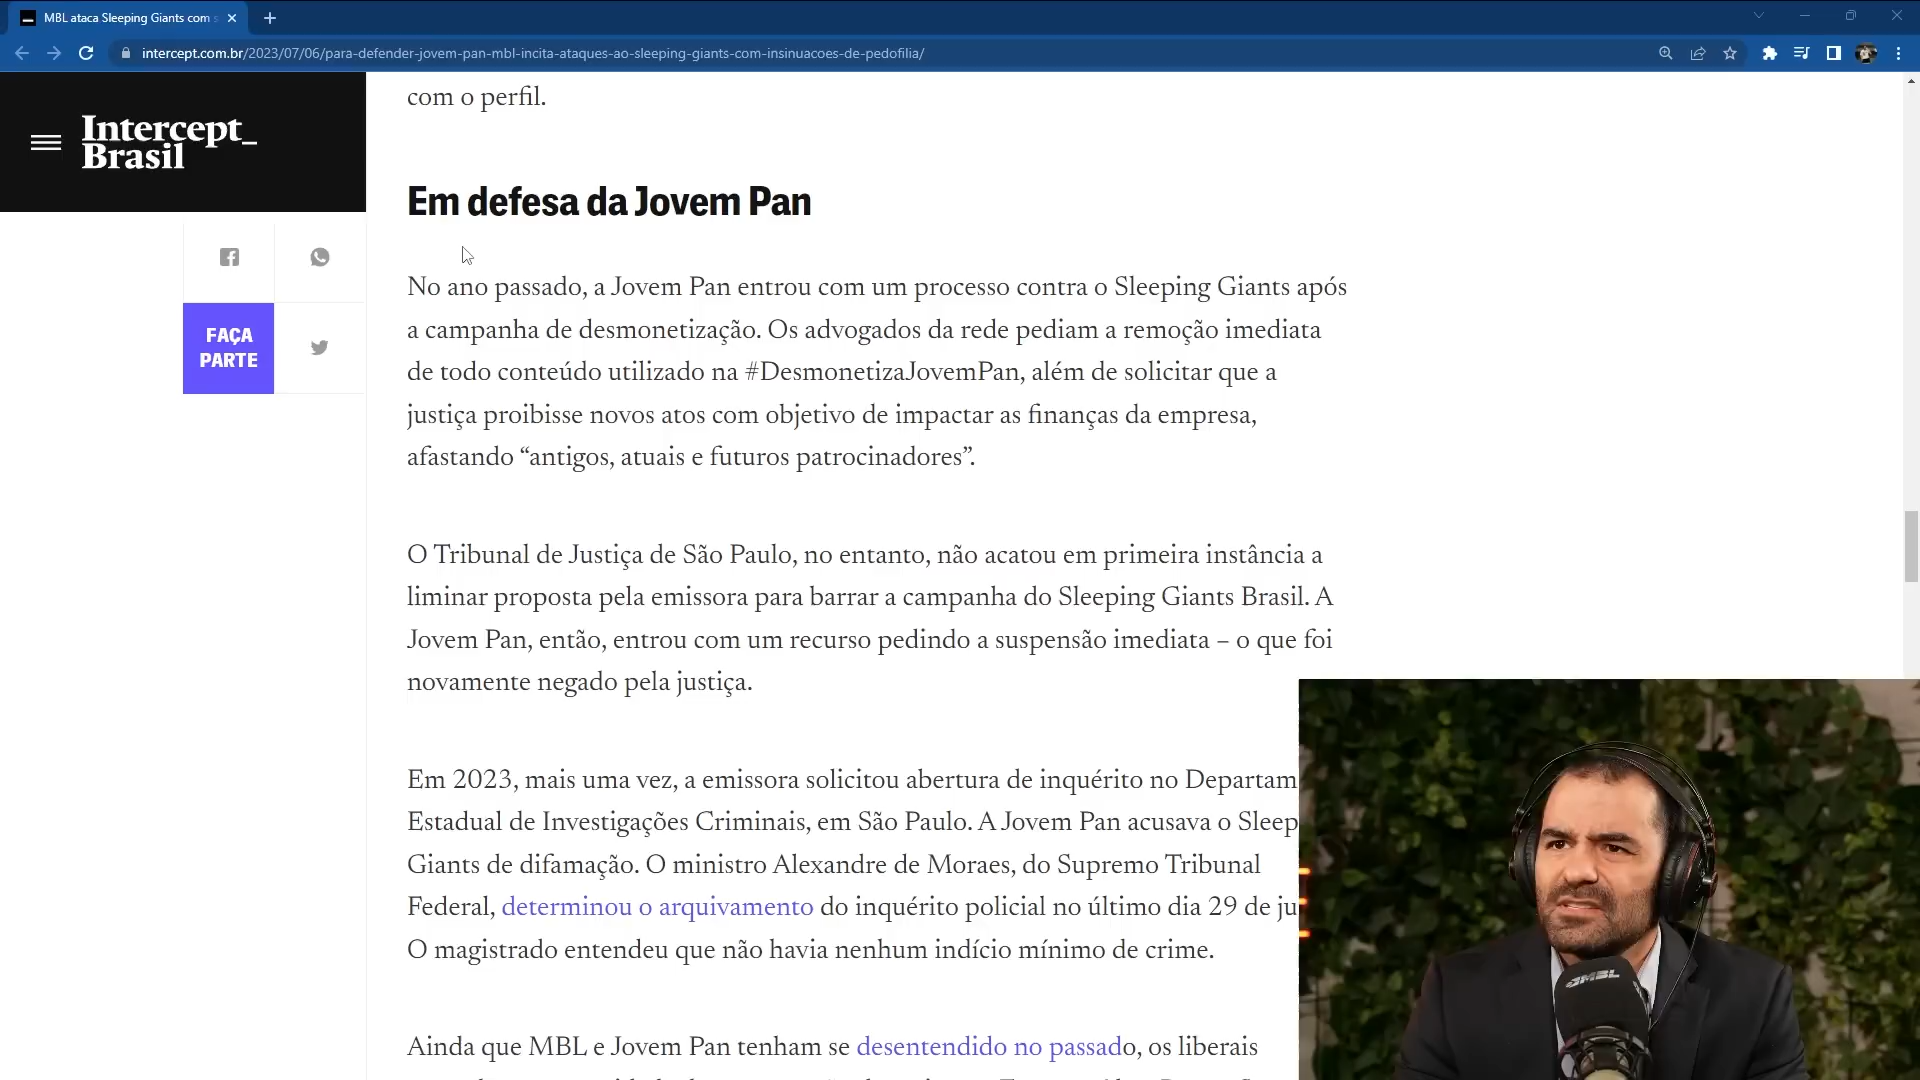 MBL ataca Sleeping Giants com
intercept.com.br/2023/07/06/para-defender-jovem-pan-mbl-incita-ataques-ao-sleeping-giants-com-insinuacoes-de-pedofilia/
Intercept_
Brasil
FAÇA
PARTE
com o perfil.
Em defesa da Jovem Pan
No ano passado, a Jovem Pan entrou com um processo contra o Sleeping Giants após
a campanha de desmonetização. Os advogados da rede pediam a remoção imediata
de todo conteúdo utilizado na #DesmonetizaJovemPan, além de solicitar que a
justiça proibisse novos atos com objetivo de impactar as finanças da empresa,
afastando “antigos, atuais e futuros patrocinadores”.
O Tribunal de Justiça de São Paulo, no entanto, não acatou em primeira instância a
liminar proposta pela emissora para barrar a campanha do Sleeping Giants Brasil. A
Jovem Pan, então, entrou com um recurso pedindo a suspensão imediata – o que foi
novamente negado pela justiça.
Em 2023, mais uma vez, a emissora solicitou abertura de inquérito no Departam
Estadual de Investigações Criminais, em São Paulo. A Jovem Pan acusava o Sleep
Giants de difamação. O ministro Alexandre de Moraes, do Supremo Tribunal
Federal, determinou o arquivamento do inquérito policial no último dia 29 de ju
O magistrado entendeu que não havia nenhum indício mínimo de crime.
Ainda que MBL e Jovem Pan tenham se desentendido no passado, os liberais
MBL